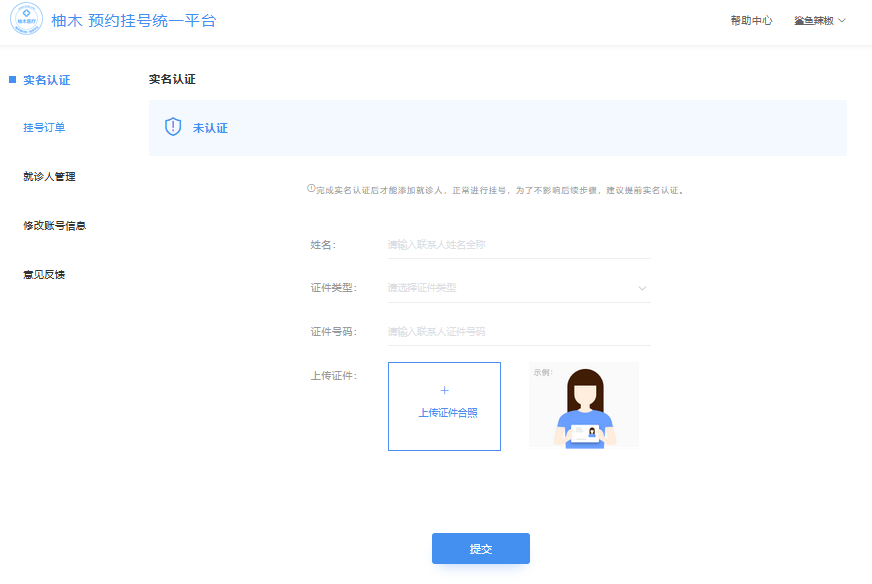 柚木 预约挂号统一平台
帮助中心
鲨鱼辣椒
实名认证
挂号订单
就诊人管理
修改账号信息
意见反馈
实名认证
未认证
完成实名认证后才能添加就诊人，正常进行挂号，为了不影响后续步骤，建议提前实名认证。
姓名：
请输入联系人姓名全称
证件类型：
请选择证件类型
证件号码：
请输入联系人证件号码
上传证件：
+
上传证件合照
示例：
提交